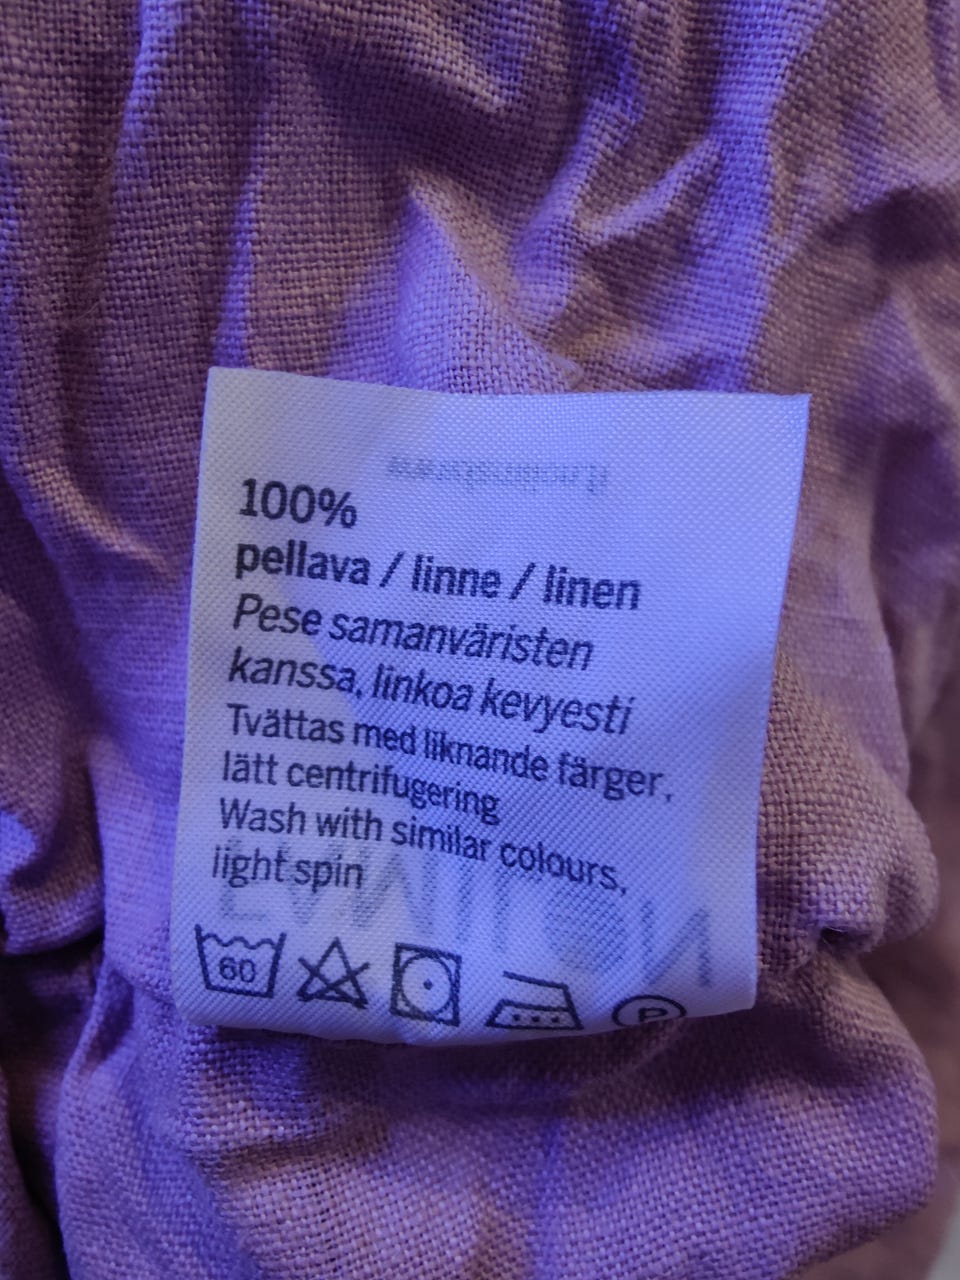 100%
pellava / linne / linen
Pese samanväristen
kanssa, linkoa kevyesti
Tvättas med liknande färger,
lätt centrifugering
Wash with similar colours,
light spin
60
P